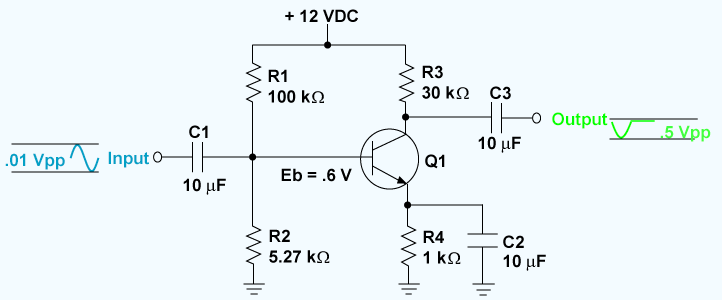 + 12 VDC
R1
100 kΩ
R3
30 kΩ
C3
10 µF
Output
.5 Vpp
C1
10 µF
.01 Vpp
Input
Eb = .6 V
Q1
R2
5.27 kΩ
R4
1 kΩ
C2
10 µF